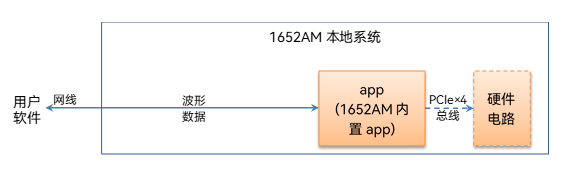 1652AM 本地系统
用户
软件
网线
波形
数据
app
(1652AM 内
置 app)
PCIe×4
总线
硬件
电路